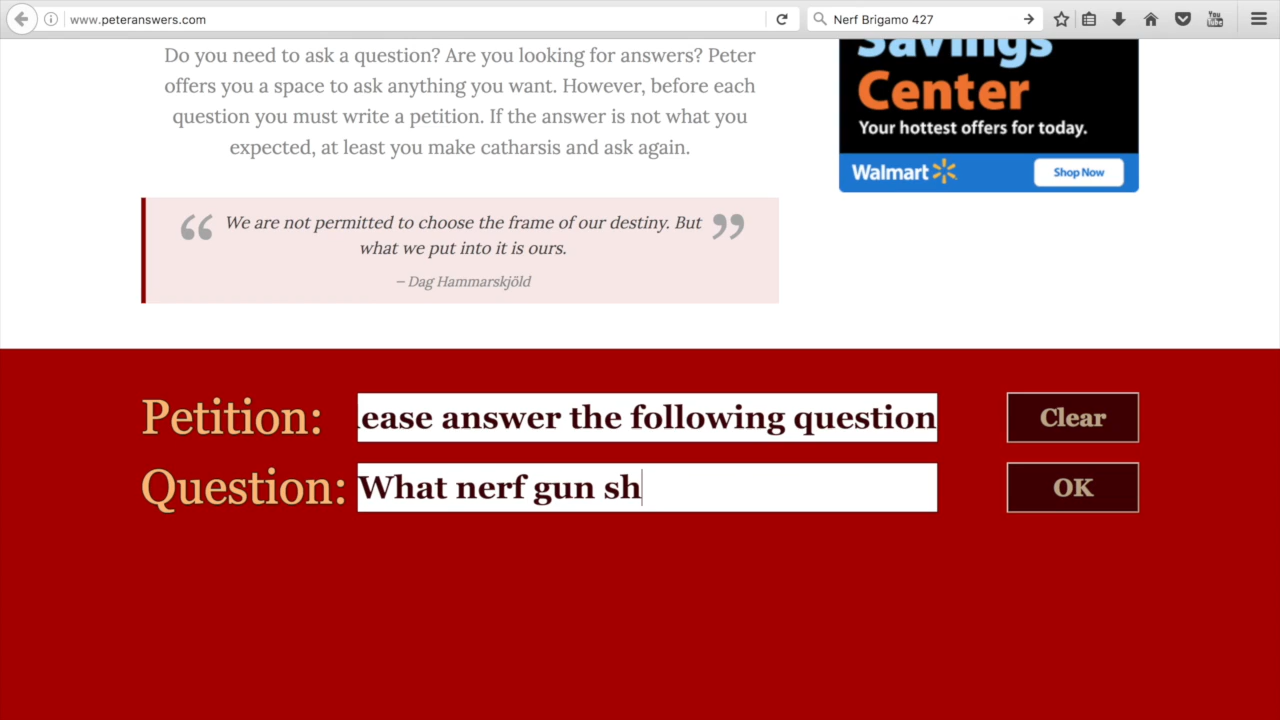 www.peteranswers.com
Nerf Brigamo 427
You
Tube
Do you need to ask a question? Are you looking for answers? Peter
offers you a space to ask anything you want. However, before each
question you must write a petition. If the answer is not what you
expected, at least you make catharsis and ask again.
Savings
Center
Your hottest offers for today.
Walmart
Shop Now
“ We are not permitted to choose the frame of our destiny. But ”
what we put into it is ours.
– Dag Hammarskjöld
Petition:
ease answer the following question
Clear
Question:
What nerf gun sh
OK